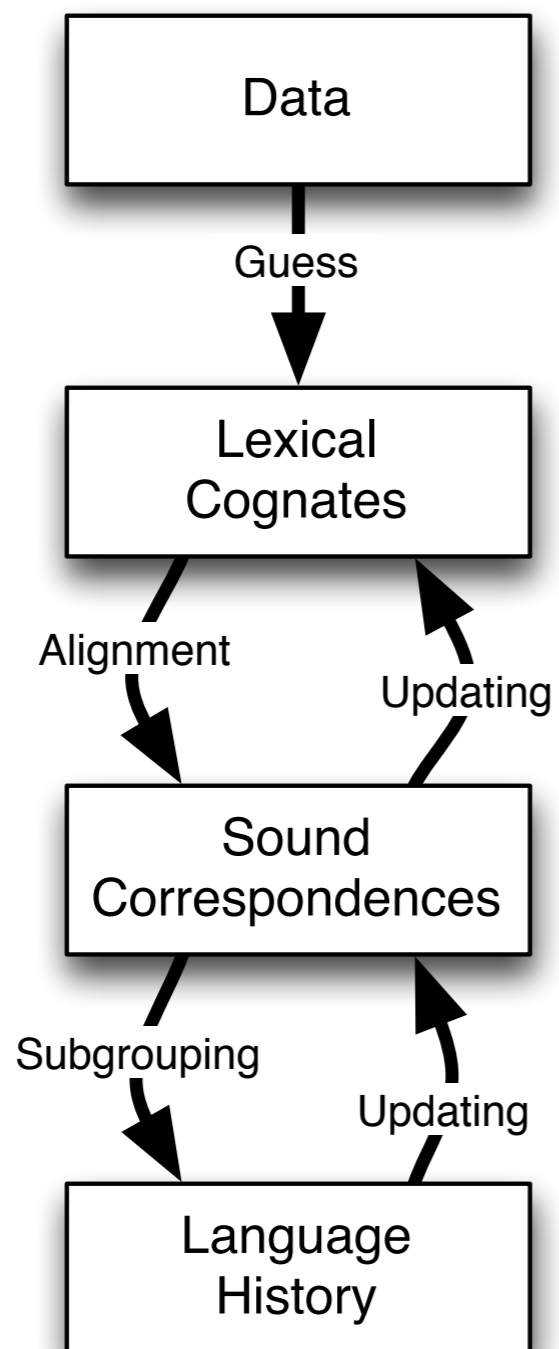 Data
Guess
Lexical
Cognates
Alignment
Updating
Sound
Correspondences
Subgrouping
Updating
Language
History